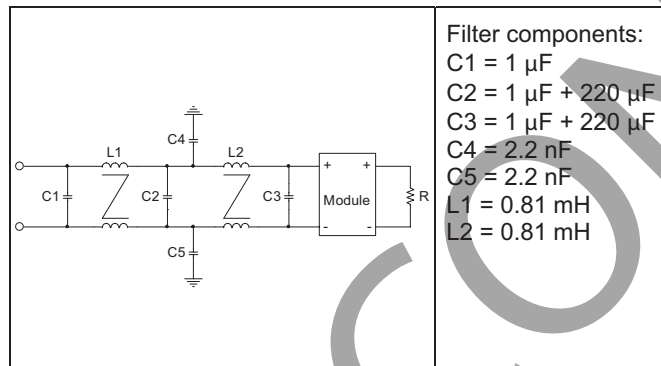 Filter components:
C1 = 1 µF
C2 = 1 µF + 220 µF
C3 = 1 µF + 220 µF
C4 = 2.2 nF
C5 = 2.2 nF
L1 = 0.81 mH
L2 = 0.81 mH
C4
L1
L2
+ +
C1
C2
C3
Module
R
- -
C5